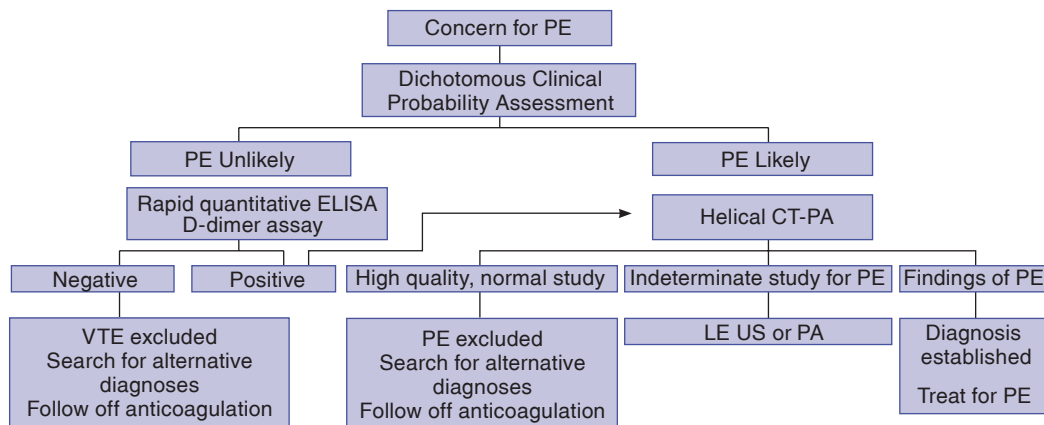 Concern for PE
Dichotomous Clinical
Probability Assessment
PE Unlikely
PE Likely
Rapid quantitative ELISA
D-dimer assay
Helical CT-PA
Negative
Positive
High quality, normal study
Indeterminate study for PE
Findings of PE
VTE excluded
Search for alternative
diagnoses
Follow off anticoagulation
PE excluded
Search for alternative
diagnoses
Follow off anticoagulation
LE US or PA
Diagnosis
established
Treat for PE